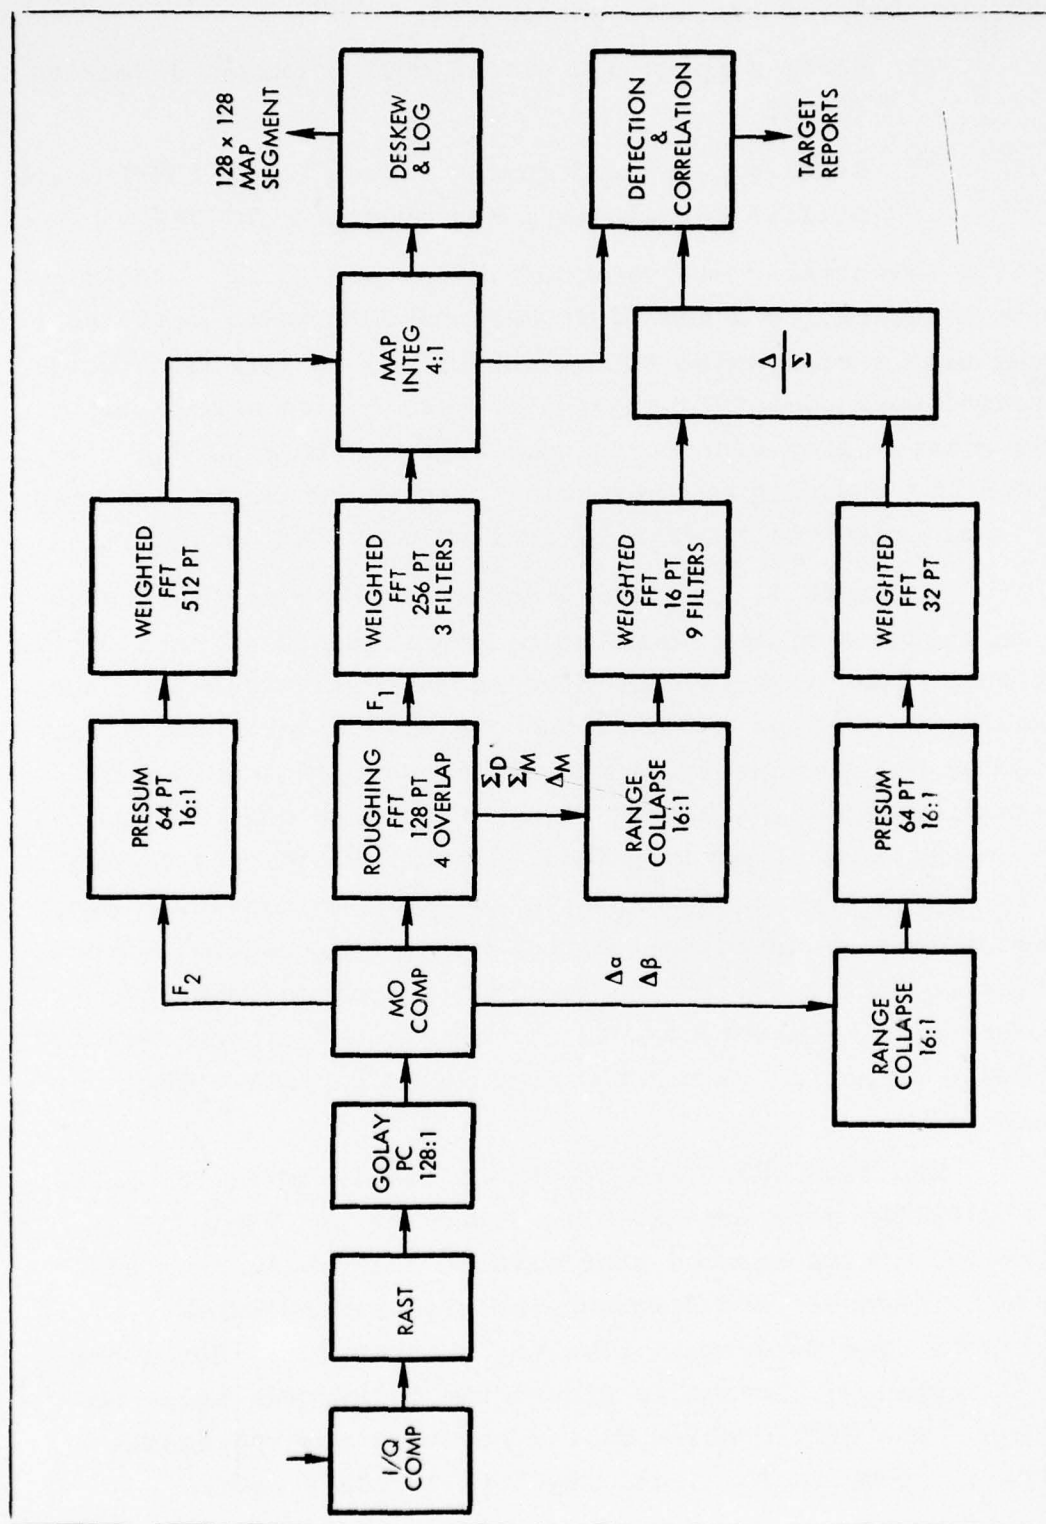 I/Q
COMP
RAST
GOLAY
PC
128:1
MO
COMP
F2
PRESUM
64 PT
16:1
WEIGHTED
FFT
512 PT
ROUGHING
FFT
128 PT
4 OVERLAP
F1
WEIGHTED
FFT
256 PT
3 FILTERS
MAP
INTEG
4:1
DESKEW
& LOG
128 x 128
MAP
SEGMENT
ΣD
ΣM
ΔM
RANGE
COLLAPSE
16:1
WEIGHTED
FFT
16 PT
9 FILTERS
Δ
Σ
DETECTION
&
CORRELATION
TARGET
REPORTS
Δα
Δβ
RANGE
COLLAPSE
16:1
PRESUM
64 PT
16:1
WEIGHTED
FFT
32 PT